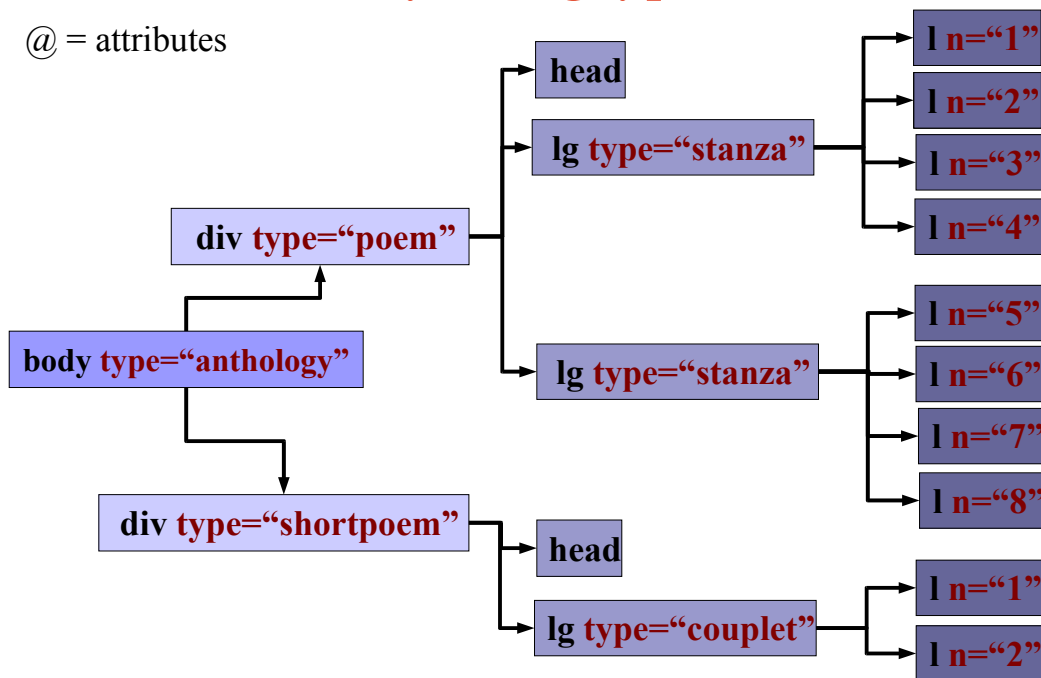 @ = attributes
head
lg type=“stanza”
l n=“1”
l n=“2”
l n=“3”
l n=“4”
div type=“poem”
body type=“anthology”
lg type=“stanza”
l n=“5”
l n=“6”
l n=“7”
l n=“8”
div type=“shortpoem”
head
lg type=“couplet”
l n=“1”
l n=“2”